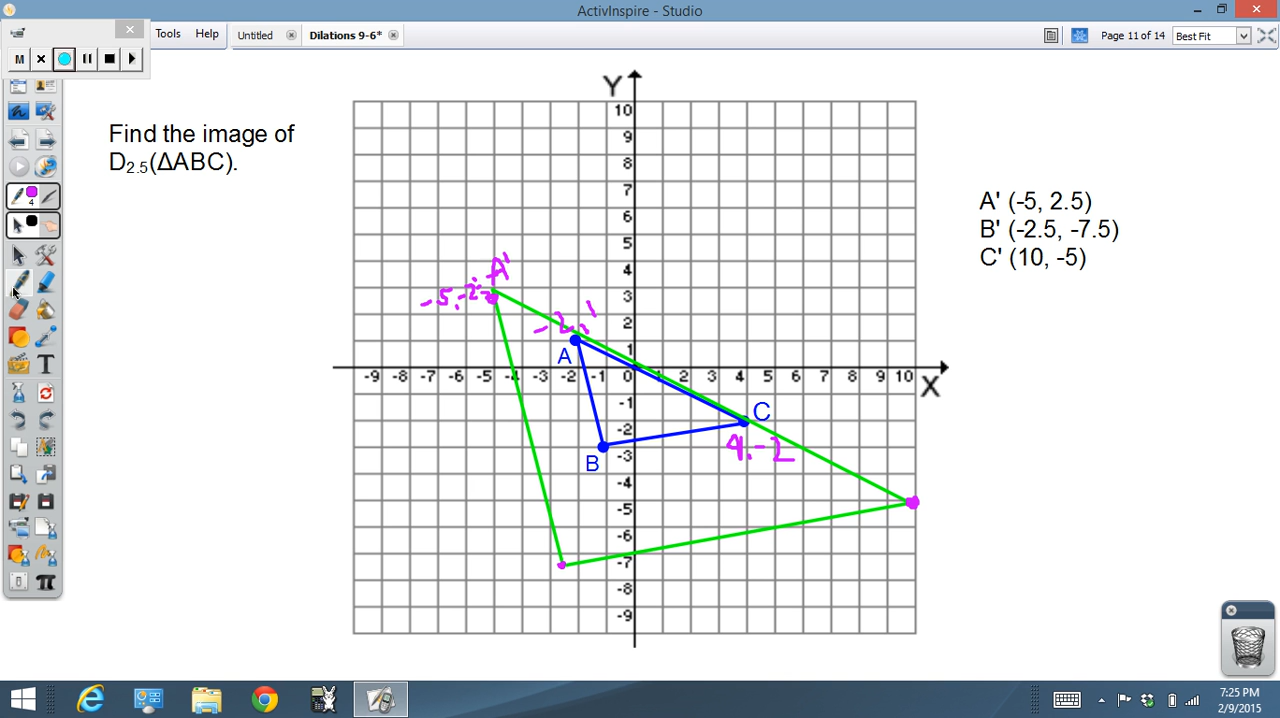 ActivInspire - Studio
Tools Help Untitled Dilations 9-6* Page 11 of 14 Best Fit
M
4
Find the image of
D2.5(ΔABC).
Y
10
9
8
7
6
5
4
3
2
1
-9 -8 -7 -6 -5 -4 -3 -2 -1 0 1 2 3 4 5 6 7 8 9 10 X
-1
-2
-3
-4
-5
-6
-7
-8
-9
A'
-2,1
A
B
C
4,-2
A' (-5, 2.5)
B' (-2.5, -7.5)
C' (10, -5)
7:25 PM
2/9/2015